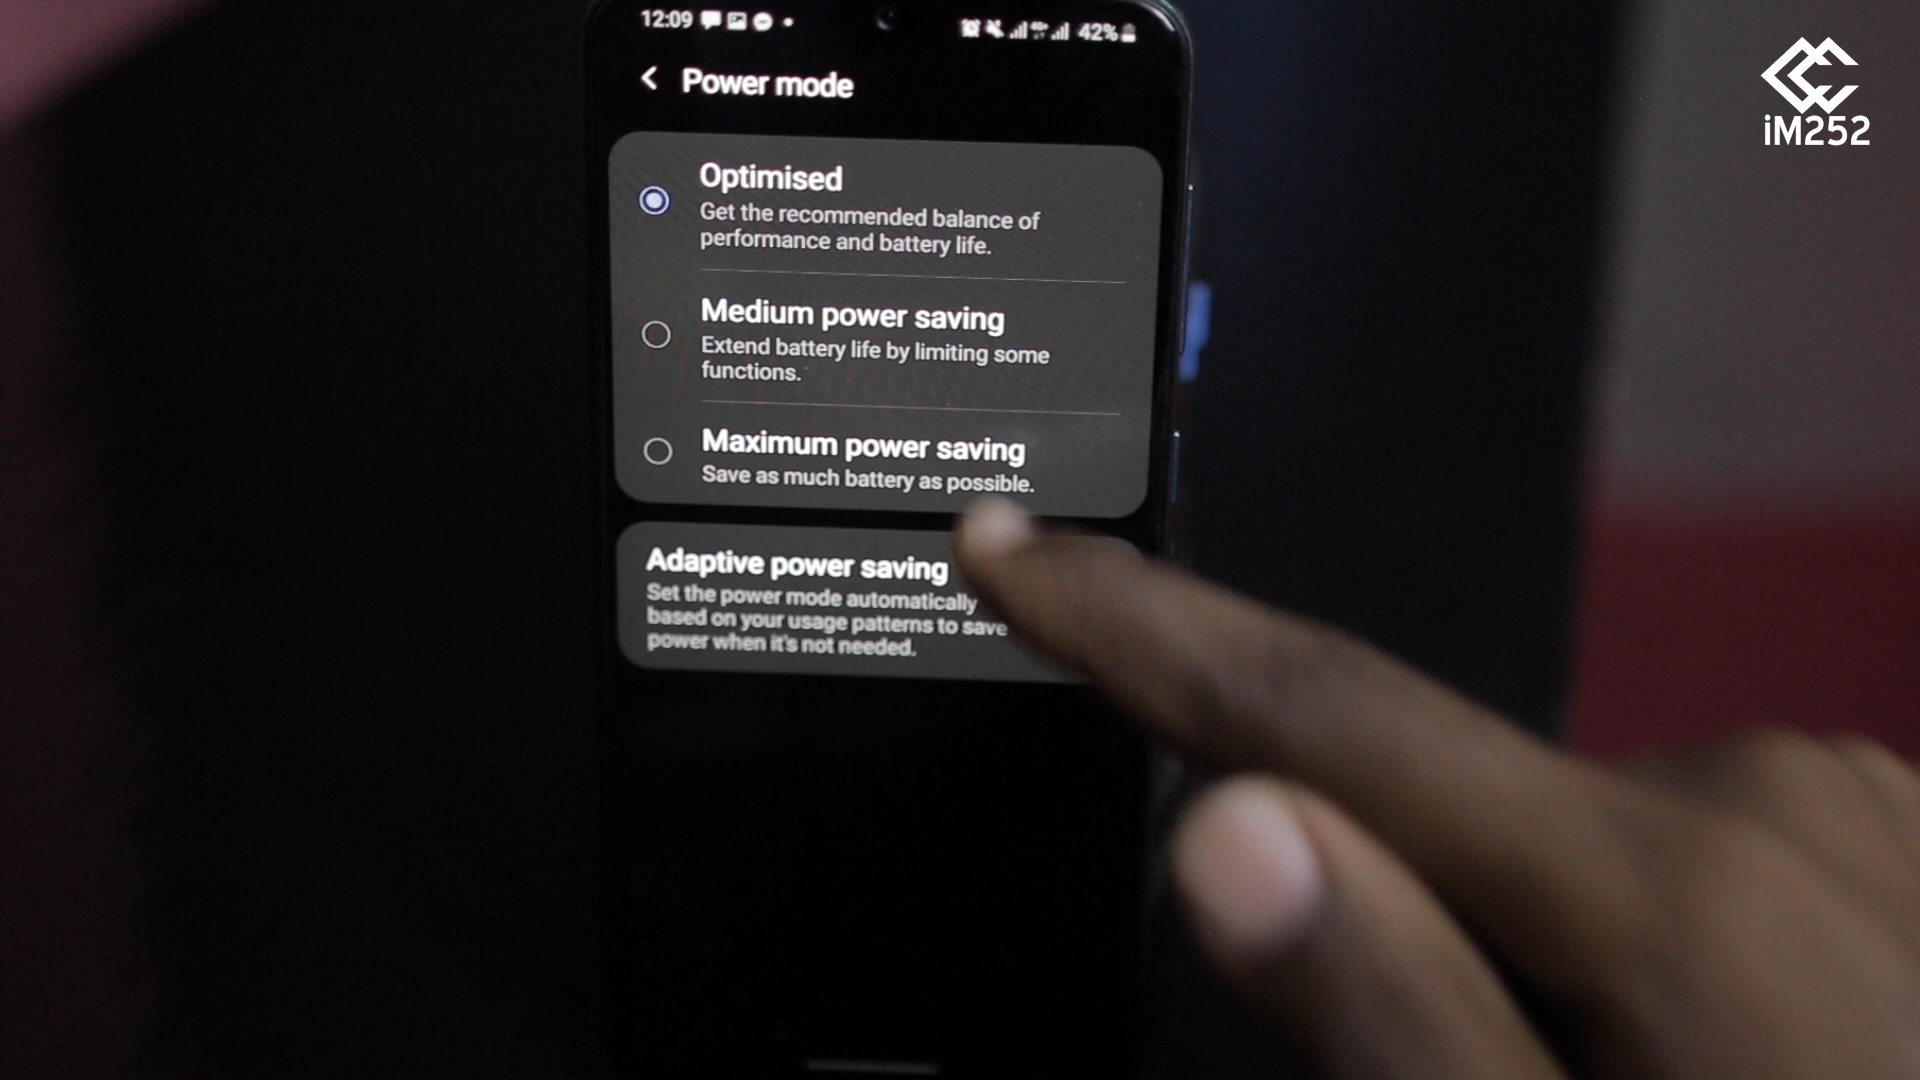 12:09
42%
Power mode
Optimised
Get the recommended balance of
performance and battery life.
Medium power saving
Extend battery life by limiting some
functions.
Maximum power saving
Save as much battery as possible.
Adaptive power saving
Set the power mode automatically
based on your usage patterns to save
power when it's not needed.
iM252